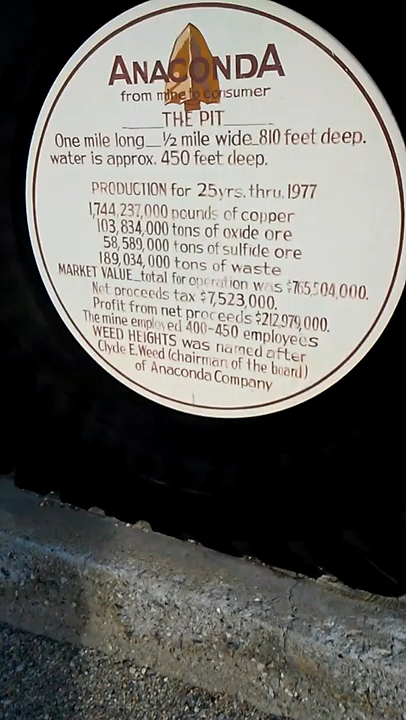 ANACONDA
from mine to consumer
THE PIT
One mile long__½ mile wide_810 feet deep.
water is approx. 450 feet deep.
PRODUCTION for 25yrs. thru, 1977
1,744,237,000 pounds of copper
103,834,000 tons of oxide ore
58,589,000 tons of sulfide ore
189,034,000 tons of waste
MARKET VALUE_total for operation was $765,504,000.
Net proceeds tax $7,523,000.
Profit from net proceeds $212,979,000.
The mine employed 400-450 employees
WEED HEIGHTS was named after
Clyde E. Weed (chairman of the board)
of Anaconda Company